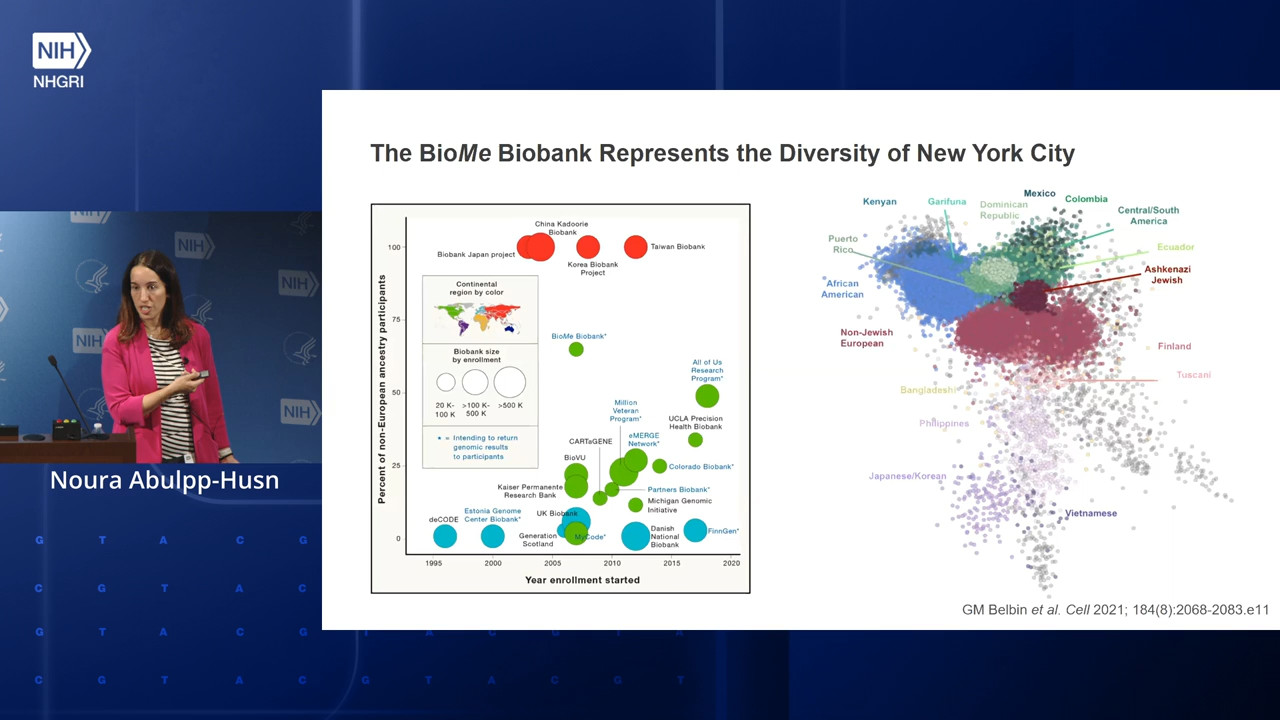 NIH
NHGRI
NIH
NIH
NIH
NIH
Noura Abulpp-Husn
G T A C G
C G T A C G
G T A C G T A C G T A
C G T A C G T A C G T
The BioMe Biobank Represents the Diversity of New York City
Percent of non-European ancestry participants
100
75
50
25
0
1995
2000
2005
2010
2015
2020
Year enrollment started
China Kadoorie
Biobank
Biobank Japan project
Korea Biobank
Project
Taiwan Biobank
Continental
region by color
Biobank size
by enrollment
20 K-
100 K
>100 K-
500 K
>500 K
* = Intending to return
genomic results
to participants
BioMe Biobank*
All of Us
Research
Program*
Million
Veteran
Program*
UCLA Precision
Health Biobank
CARTaGENE
eMERGE
Network*
BioVU
Colorado Biobank*
Kaiser Permanente
Research Bank
Partners Biobank*
Michigan Genomic
Initiative
deCODE
Estonia Genome
Center Biobank*
UK Biobank
Generation
Scotland
MyCode*
Danish
National
Biobank
FinnGen*
Kenyan
Garifuna
Dominican
Republic
Mexico
Colombia
Central/South
America
Puerto
Rico
Ecuador
African
American
Ashkenazi
Jewish
Non-Jewish
European
Finland
Tuscani
Bangladeshi
Philippines
Japanese/Korean
Vietnamese
GM Belbin et al. Cell 2021; 184(8):2068-2083.e11